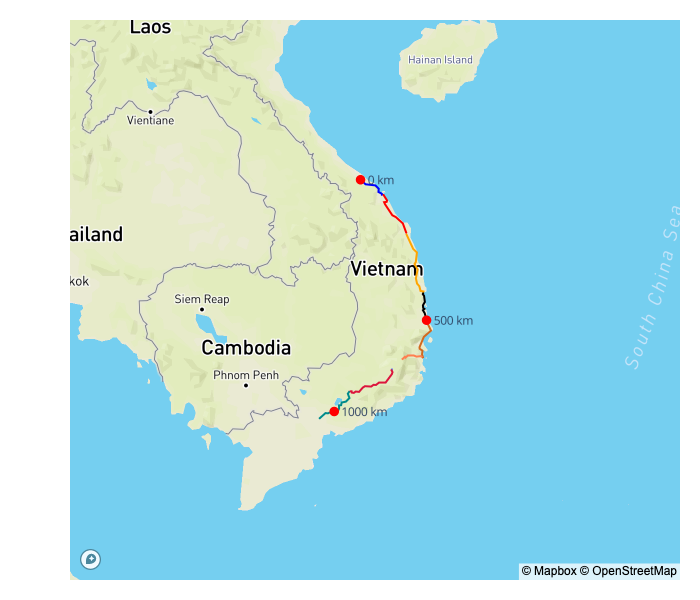 Laos
Hainan Island
Vientiane
0 km
ailand
Vietnam
kok
South China Sea
Siem Reap
500 km
Cambodia
Phnom Penh
1000 km
© Mapbox © OpenStreetMap